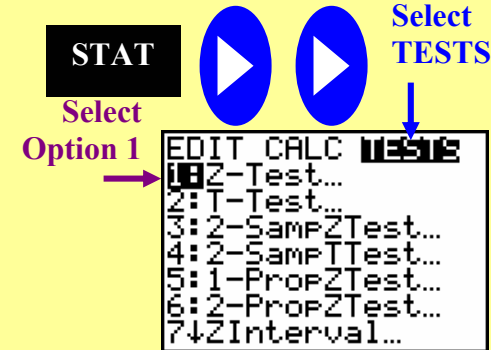 STAT
Select
TESTS
Select
Option 1
EDIT CALC TESTS
1:Z-Test…
2:T-Test…
3:2-SampZTest…
4:2-SampTTest…
5:1-PropZTest…
6:2-PropZTest…
7↓ZInterval…